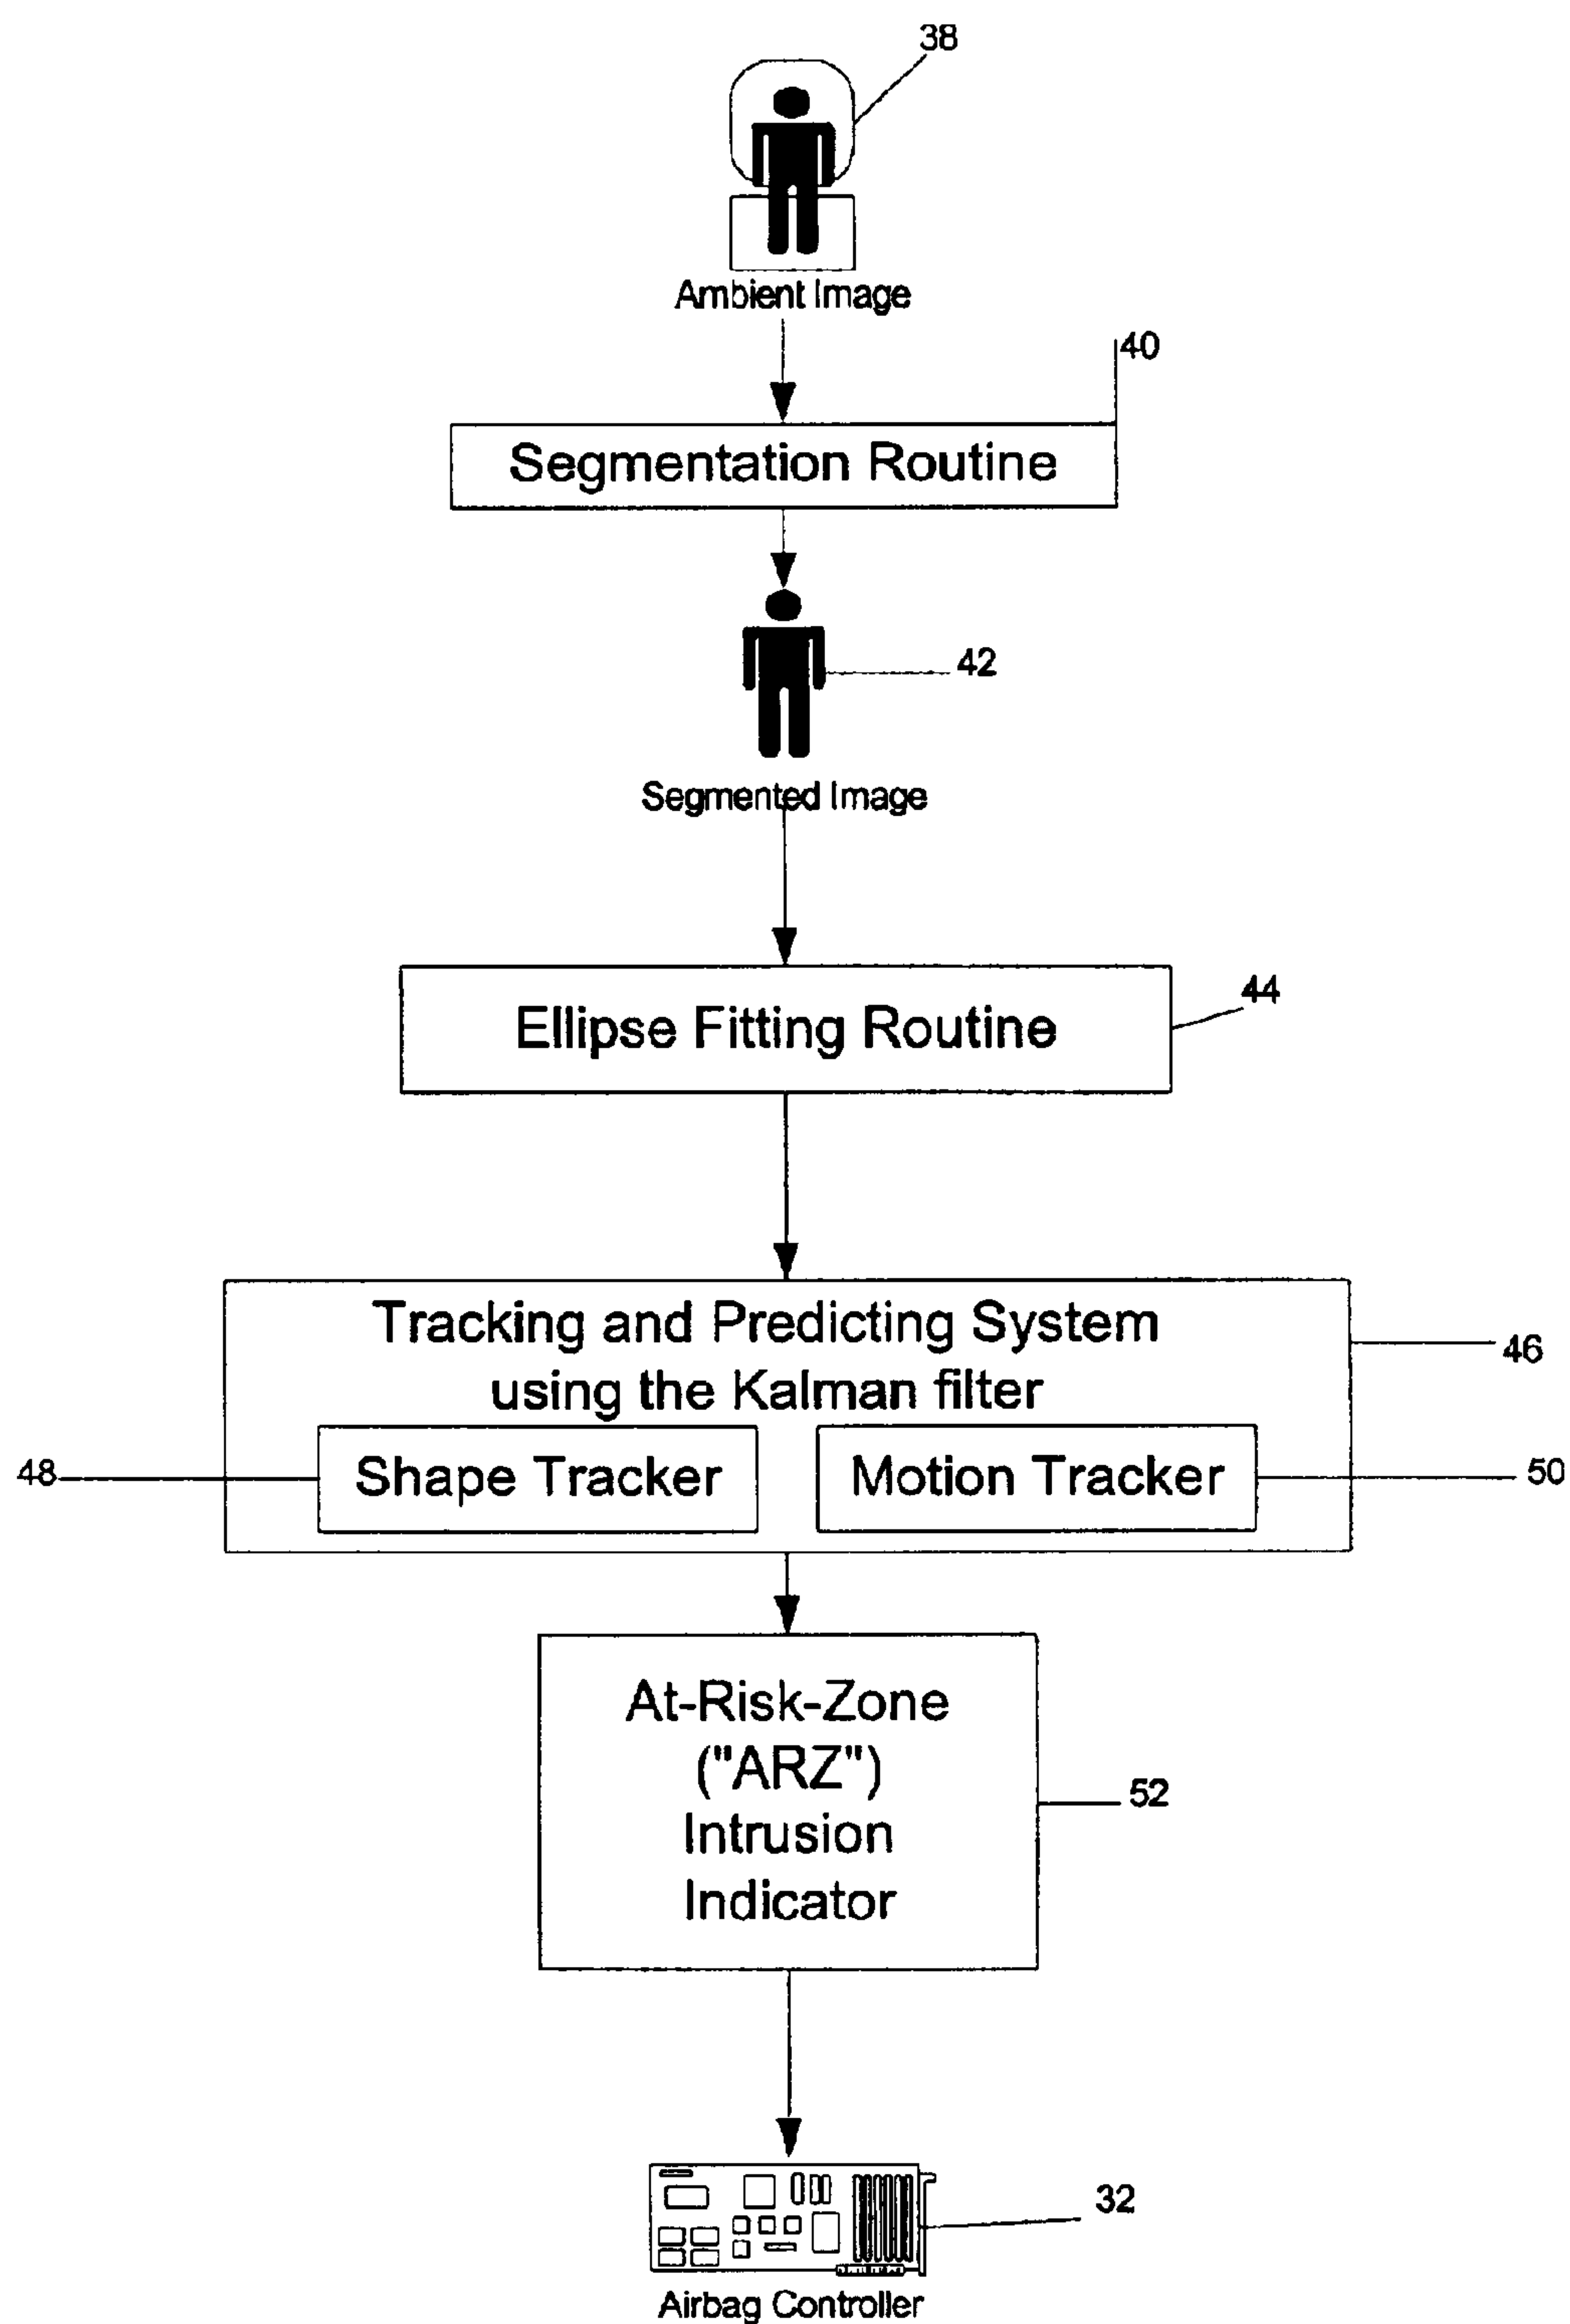 38
Ambient Image
40
Segmentation Routine
42
Segmented Image
44
Ellipse Fitting Routine
Tracking and Predicting System
using the Kalman filter
46
48
Shape Tracker
Motion Tracker
50
At-Risk-Zone
("ARZ")
Intrusion
Indicator
52
32
Airbag Controller